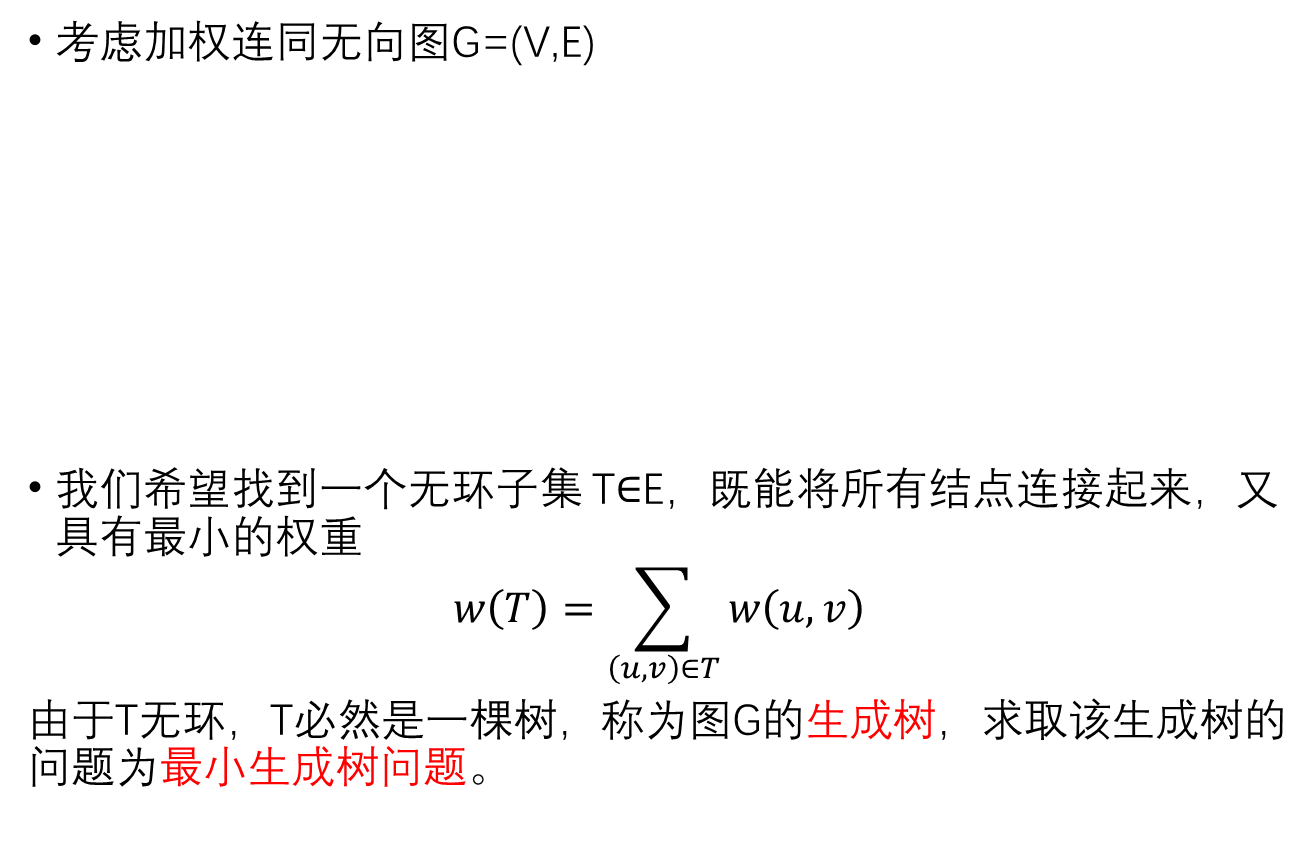 • 考虑加权连同无向图G=(V,E)
• 我们希望找到一个无环子集 T∈E，既能将所有结点连接起来，又
具有最小的权重
w(T) = ∑ w(u, v)
(u,v)∈T
由于T无环，T必然是一棵树，称为图G的生成树，求取该生成树的
问题为最小生成树问题。